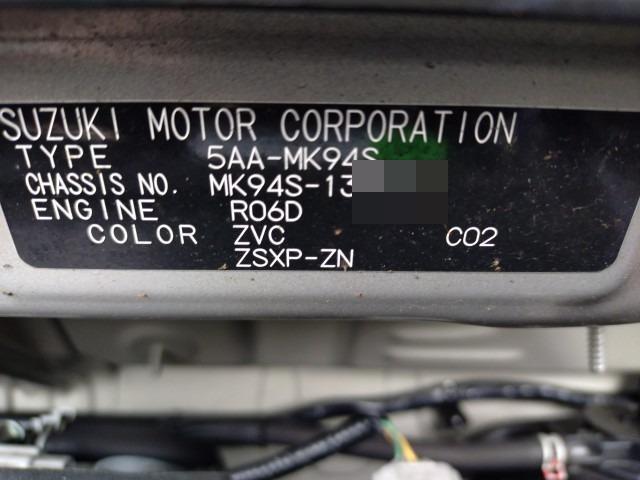 SUZUKI MOTOR CORPORATION
TYPE 5AA-MK94S
CHASSIS NO. MK94S-13
ENGINE R06D
COLOR ZVC C02
ZSXP-ZN